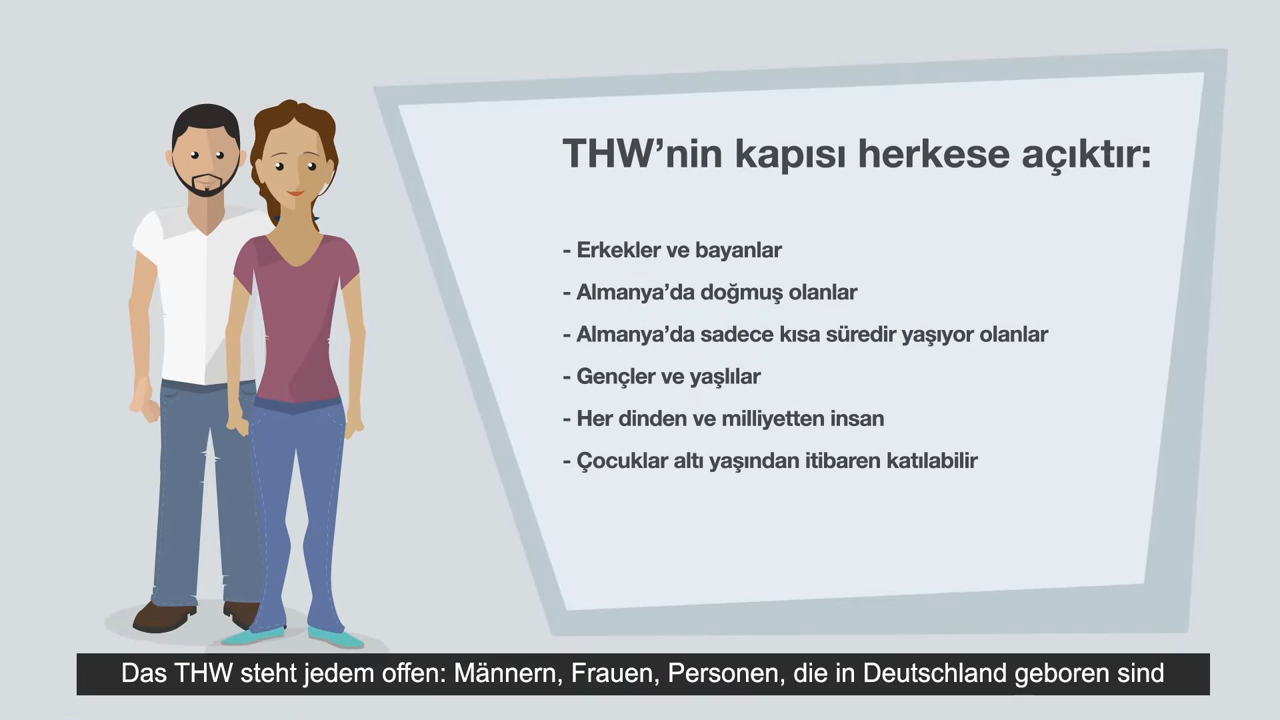 THW’nin kapısı herkese açıktır:
- Erkekler ve bayanlar
- Almanya’da doğmuş olanlar
- Almanya’da sadece kısa süredir yaşıyor olanlar
- Gençler ve yaşlılar
- Her dinden ve milliyetten insan
- Çocuklar altı yaşından itibaren katılabilir
Das THW steht jedem offen: Männern, Frauen, Personen, die in Deutschland geboren sind